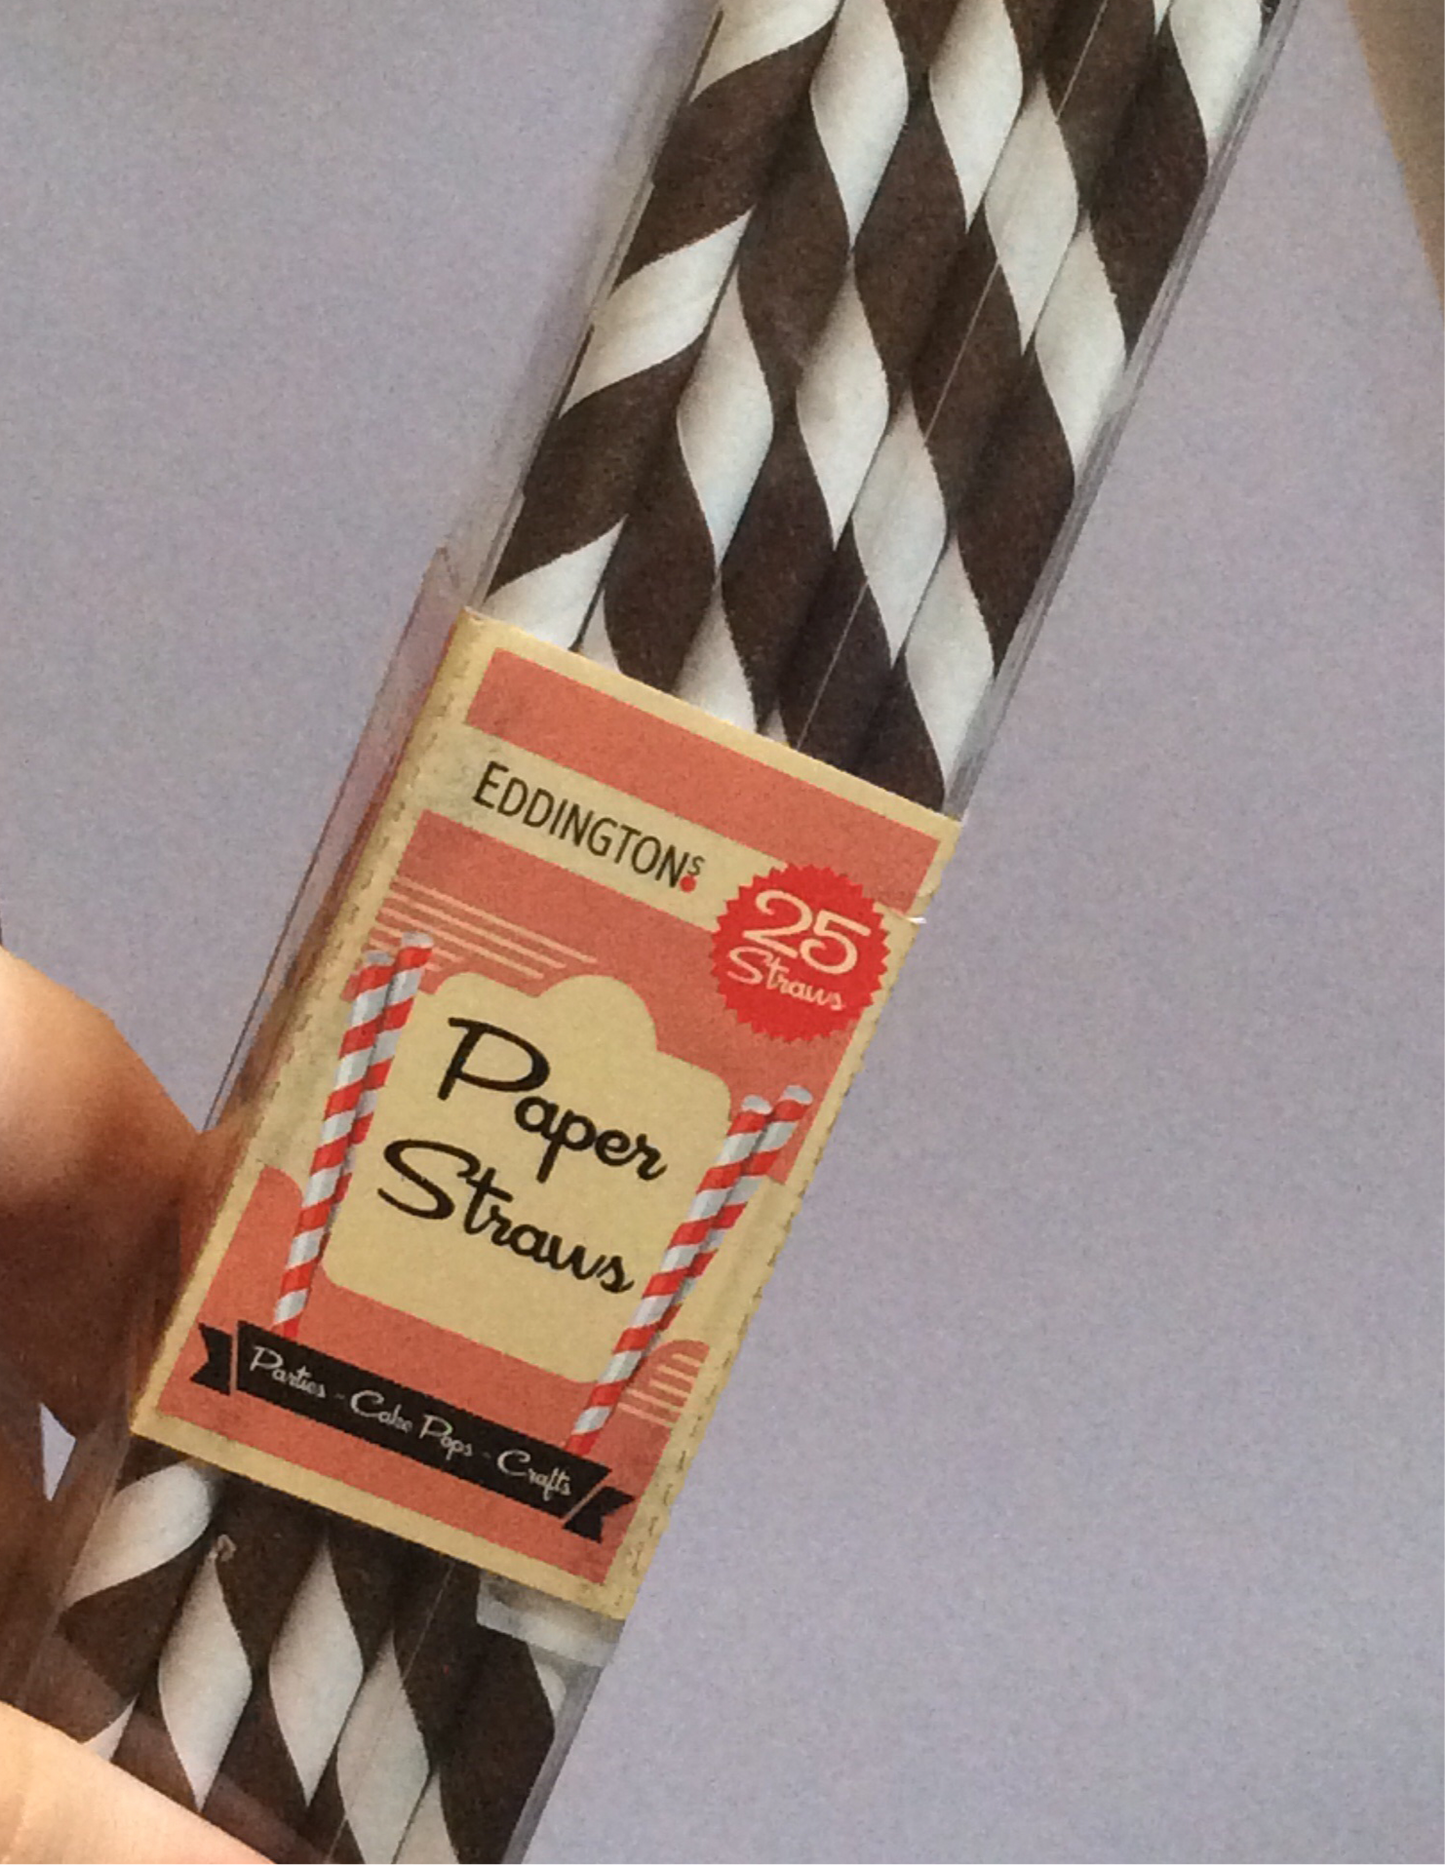 EDDINGTONS
25
Straws
Paper
Straws
Parties - Cake Pops - Crafts